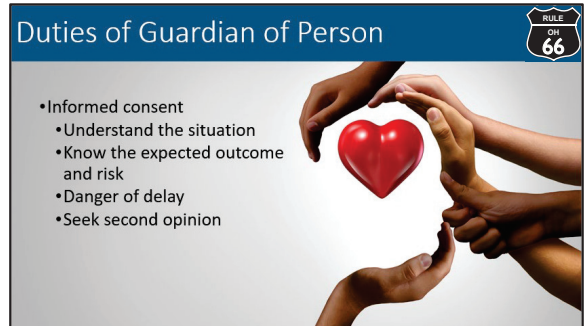 Duties of Guardian of Person
RULE
OH
66
•Informed consent
•Understand the situation
•Know the expected outcome
and risk
•Danger of delay
•Seek second opinion